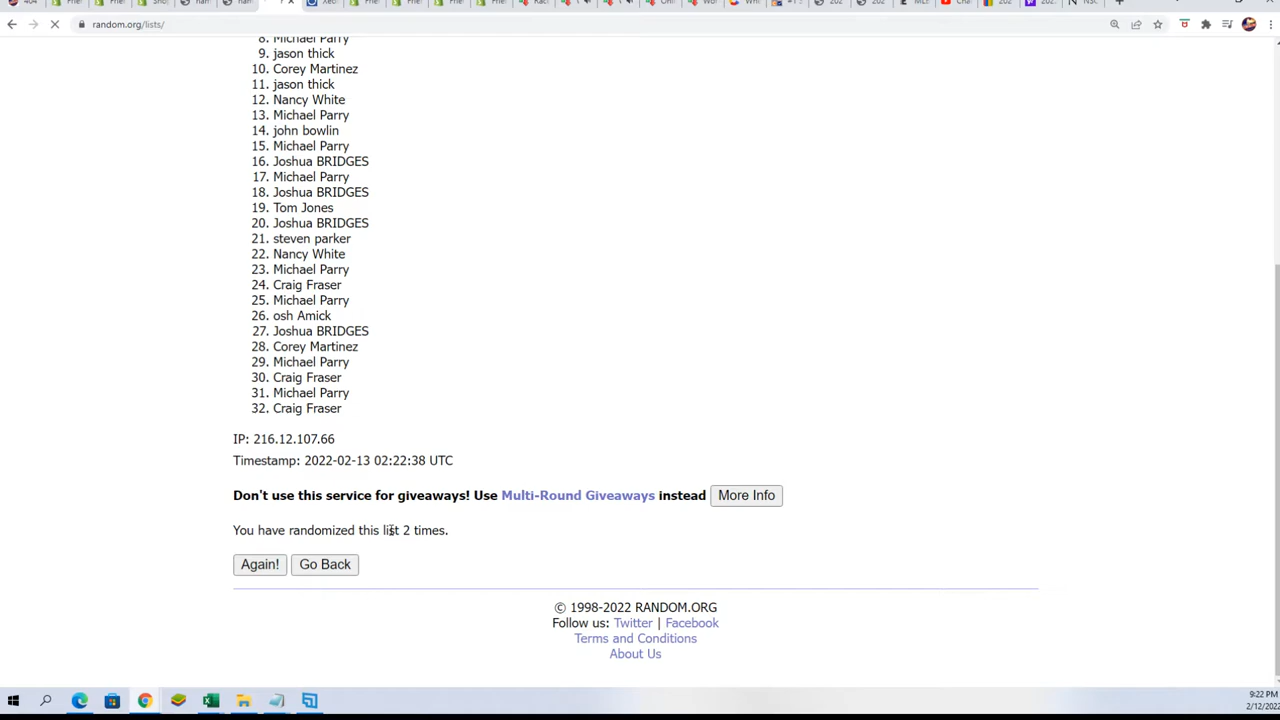 random.org/lists/
8. Michael Parry
9. jason thick
10. Corey Martinez
11. jason thick
12. Nancy White
13. Michael Parry
14. john bowlin
15. Michael Parry
16. Joshua BRIDGES
17. Michael Parry
18. Joshua BRIDGES
19. Tom Jones
20. Joshua BRIDGES
21. steven parker
22. Nancy White
23. Michael Parry
24. Craig Fraser
25. Michael Parry
26. osh Amick
27. Joshua BRIDGES
28. Corey Martinez
29. Michael Parry
30. Craig Fraser
31. Michael Parry
32. Craig Fraser
IP: 216.12.107.66
Timestamp: 2022-02-13 02:22:38 UTC
Don't use this service for giveaways! Use Multi-Round Giveaways instead More Info
You have randomized this list 2 times.
Again! Go Back
© 1998-2022 RANDOM.ORG
Follow us: Twitter | Facebook
Terms and Conditions
About Us
9:22 PM